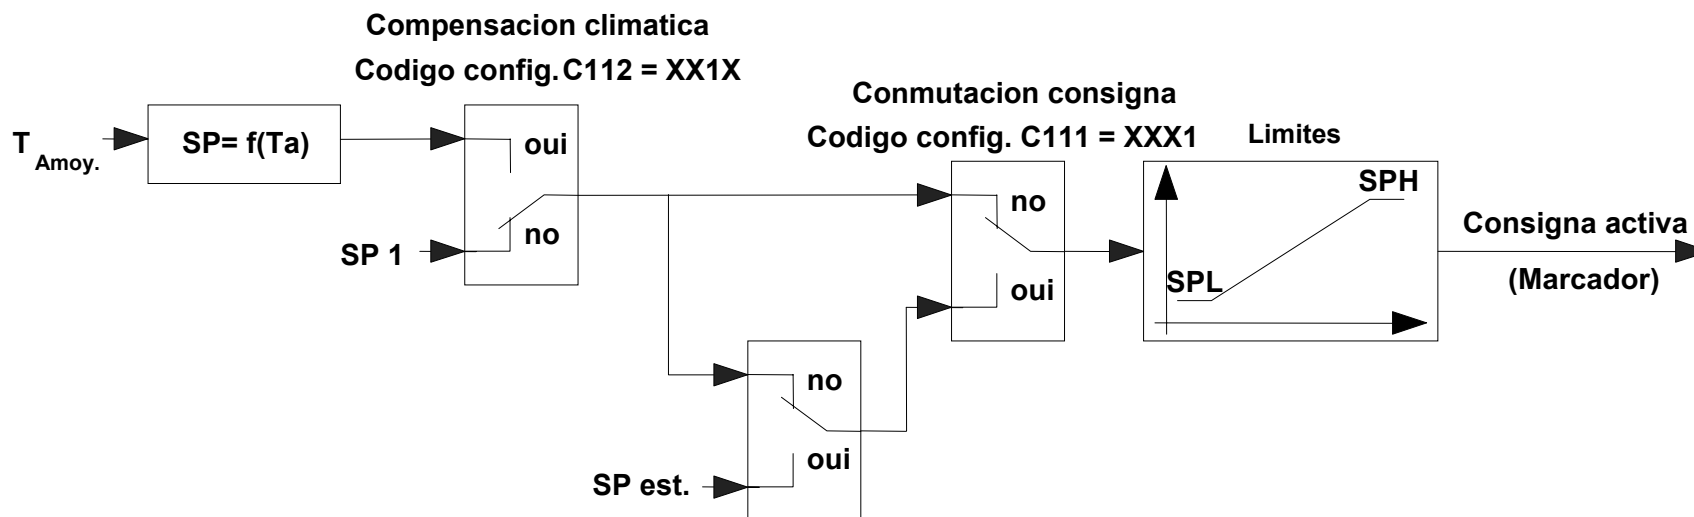 Compensacion climatica
Codigo config. C112 = XX1X
T Amoy.
SP= f(Ta)
oui
no
SP 1
Conmutacion consigna
Codigo config. C111 = XXX1
no
oui
Limites
SPH
SPL
Consigna activa
(Marcador)
no
oui
SP est.